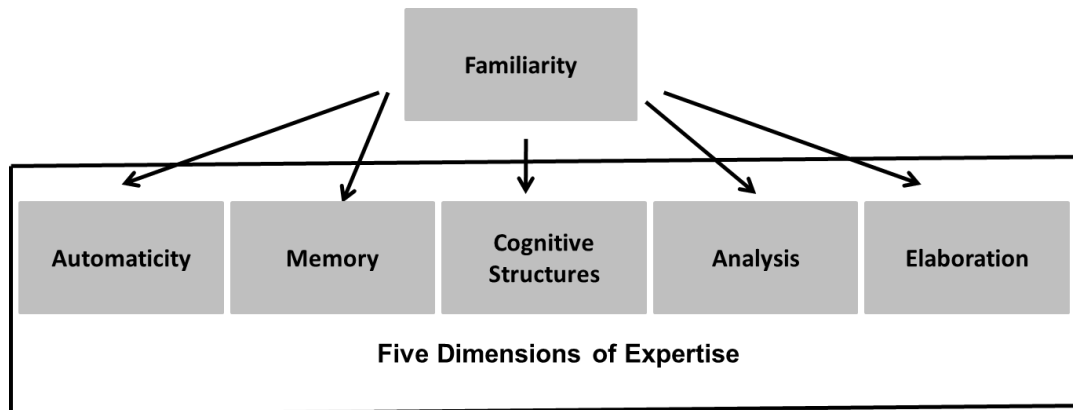 Familiarity
Automaticity
Memory
Cognitive
Structures
Analysis
Elaboration
Five Dimensions of Expertise